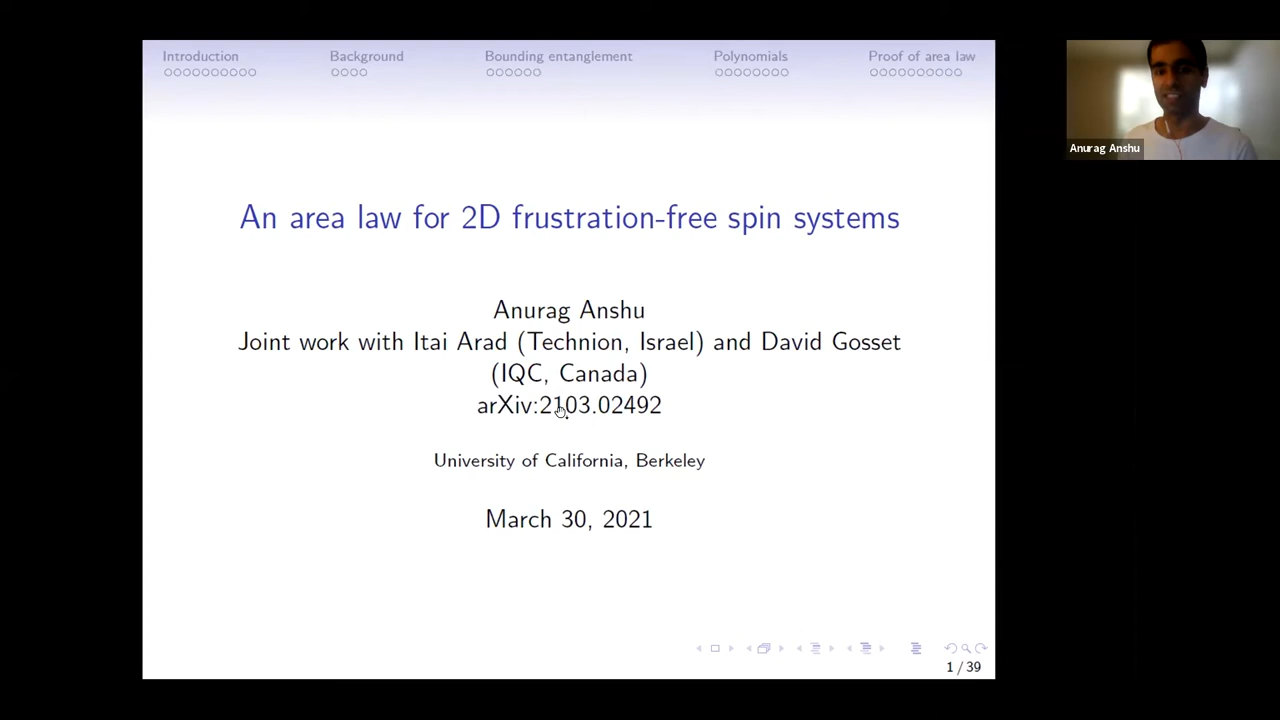 Introduction Background Bounding entanglement Polynomials Proof of area law
An area law for 2D frustration-free spin systems
Anurag Anshu
Joint work with Itai Arad (Technion, Israel) and David Gosset
(IQC, Canada)
arXiv:2103.02492
University of California, Berkeley
March 30, 2021
1 / 39
Anurag Anshu